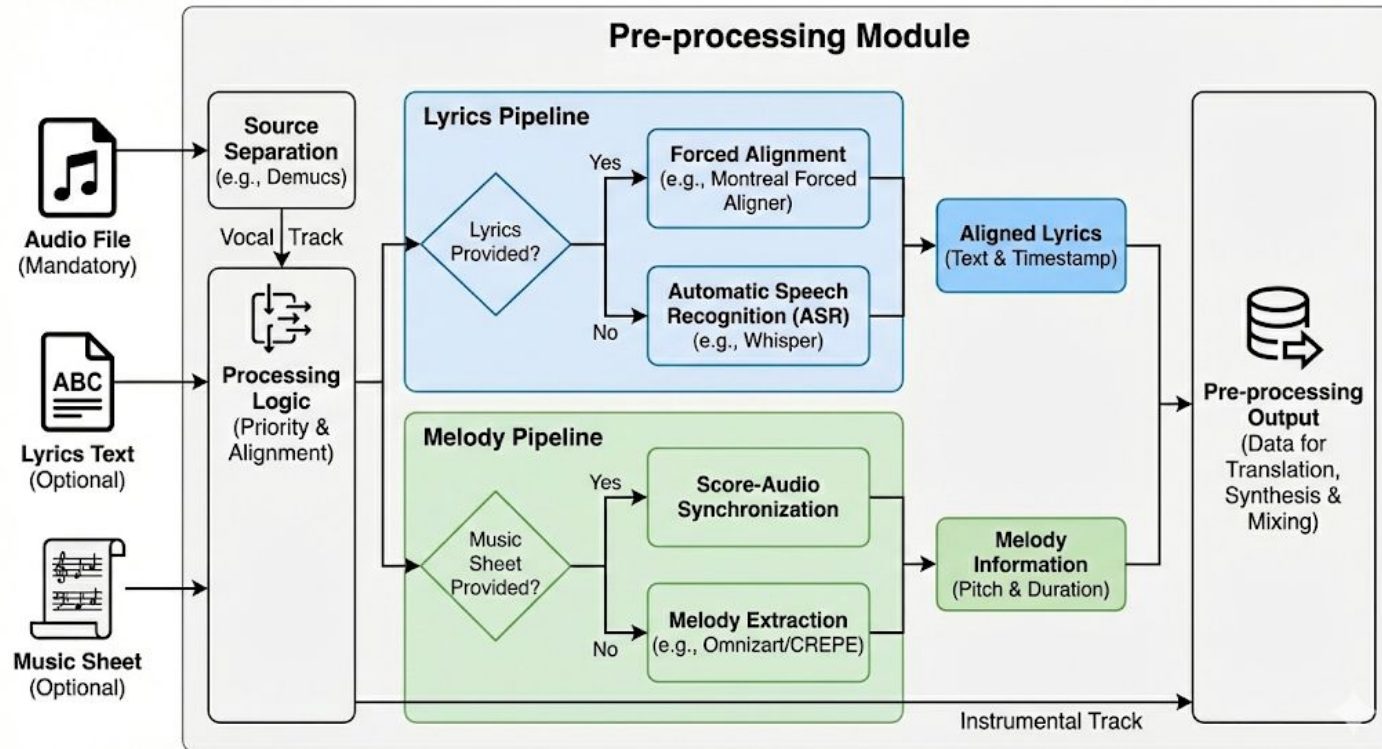 Pre-processing Module
Audio File
(Mandatory)
ABC
Lyrics Text
(Optional)
Music Sheet
(Optional)
Source
Separation
(e.g., Demucs)
Vocal Track
Processing
Logic
(Priority &
Alignment)
Lyrics Pipeline
Lyrics
Provided?
Yes
No
Forced Alignment
(e.g., Montreal Forced
Aligner)
Automatic Speech
Recognition (ASR)
(e.g., Whisper)
Aligned Lyrics
(Text & Timestamp)
Melody Pipeline
Music
Sheet
Provided?
Yes
No
Score-Audio
Synchronization
Melody Extraction
(e.g., Omnizart/CREPE)
Melody
Information
(Pitch & Duration)
Instrumental Track
Pre-processing
Output
(Data for
Translation,
Synthesis &
Mixing)